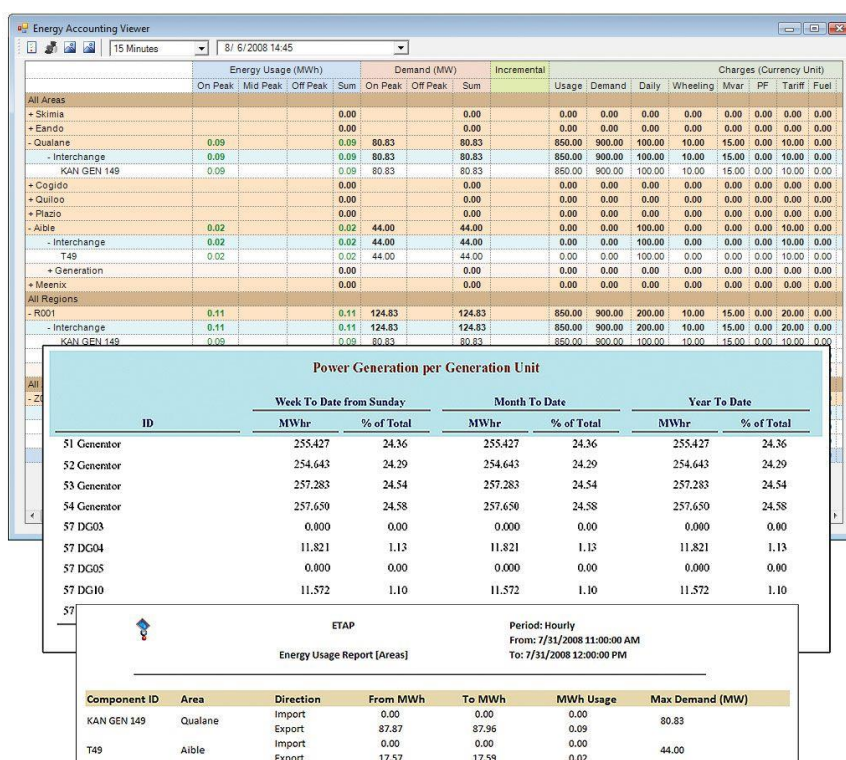 Energy Accounting Viewer
15 Minutes 8/ 6/2008 14:45
Energy Usage (MWh) Demand (MW) Incremental Charges (Currency Unit)
On Peak Mid Peak Off Peak Sum On Peak Off Peak Sum Usage Demand Daily Wheeling Mvar PF Tariff Fuel
All Areas
+ Skimia 0.00 0.00 0.00 0.00 0.00 0.00 0.00 0.00 0.00 0.00
+ Eando 0.00 0.00 0.00 0.00 0.00 0.00 0.00 0.00 0.00 0.00
- Qualane 0.09 0.09 80.83 80.83 850.00 900.00 100.00 10.00 15.00 0.00 10.00 0.00
- Interchange 0.09 0.09 80.83 80.83 850.00 900.00 100.00 10.00 15.00 0.00 10.00 0.00
KAN GEN 149 0.09 0.09 80.83 80.83 850.00 900.00 100.00 10.00 15.00 0.00 10.00 0.00
+ Cogido 0.00 0.00 0.00 0.00 0.00 0.00 0.00 0.00 0.00 0.00
+ Quiloo 0.00 0.00 0.00 0.00 0.00 0.00 0.00 0.00 0.00 0.00
+ Plazio 0.00 0.00 0.00 0.00 0.00 0.00 0.00 0.00 0.00 0.00
- Aible 0.02 0.02 44.00 44.00 0.00 0.00 100.00 0.00 0.00 0.00 10.00 0.00
- Interchange 0.02 0.02 44.00 44.00 0.00 0.00 100.00 0.00 0.00 0.00 10.00 0.00
T49 0.02 0.02 44.00 44.00 0.00 0.00 100.00 0.00 0.00 0.00 10.00 0.00
+ Generation 0.00 0.00 0.00 0.00 0.00 0.00 0.00 0.00 0.00 0.00
+ Meenix 0.00 0.00 0.00 0.00 0.00 0.00 0.00 0.00 0.00 0.00
All Regions
- R001 0.11 0.11 124.83 124.83 850.00 900.00 200.00 10.00 15.00 0.00 20.00 0.00
- Interchange 0.11 0.11 124.83 124.83 850.00 900.00 200.00 10.00 15.00 0.00 20.00 0.00
KAN GEN 149 0.09 0.09 80.83 80.83 850.00 900.00 100.00 10.00 15.00 0.00 10.00 0.00
All
Power Generation per Generation Unit
Week To Date from Sunday Month To Date Year To Date
ID MWhr % of Total MWhr % of Total MWhr % of Total
51 Generator 255.427 24.36 255.427 24.36 255.427 24.36
52 Generator 254.643 24.29 254.643 24.29 254.643 24.29
53 Generator 257.283 24.54 257.283 24.54 257.283 24.54
54 Generator 257.650 24.58 257.650 24.58 257.650 24.58
57 DG03 0.000 0.00 0.000 0.00 0.000 0.00
57 DG04 11.821 1.13 11.821 1.13 11.821 1.13
57 DG05 0.000 0.00 0.000 0.00 0.000 0.00
57 DG10 11.572 1.10 11.572 1.10 11.572 1.10
57
ETAP Period: Hourly
From: 7/31/2008 11:00:00 AM
Energy Usage Report [Areas] To: 7/31/2008 12:00:00 PM
Component ID Area Direction From MWh To MWh MWh Usage Max Demand (MW)
KAN GEN 149 Qualane Import 0.00 0.00 0.00 80.83
Export 87.87 87.96 0.09
T49 Aible Import 0.00 0.00 0.00 44.00
Export 17.57 17.59 0.02